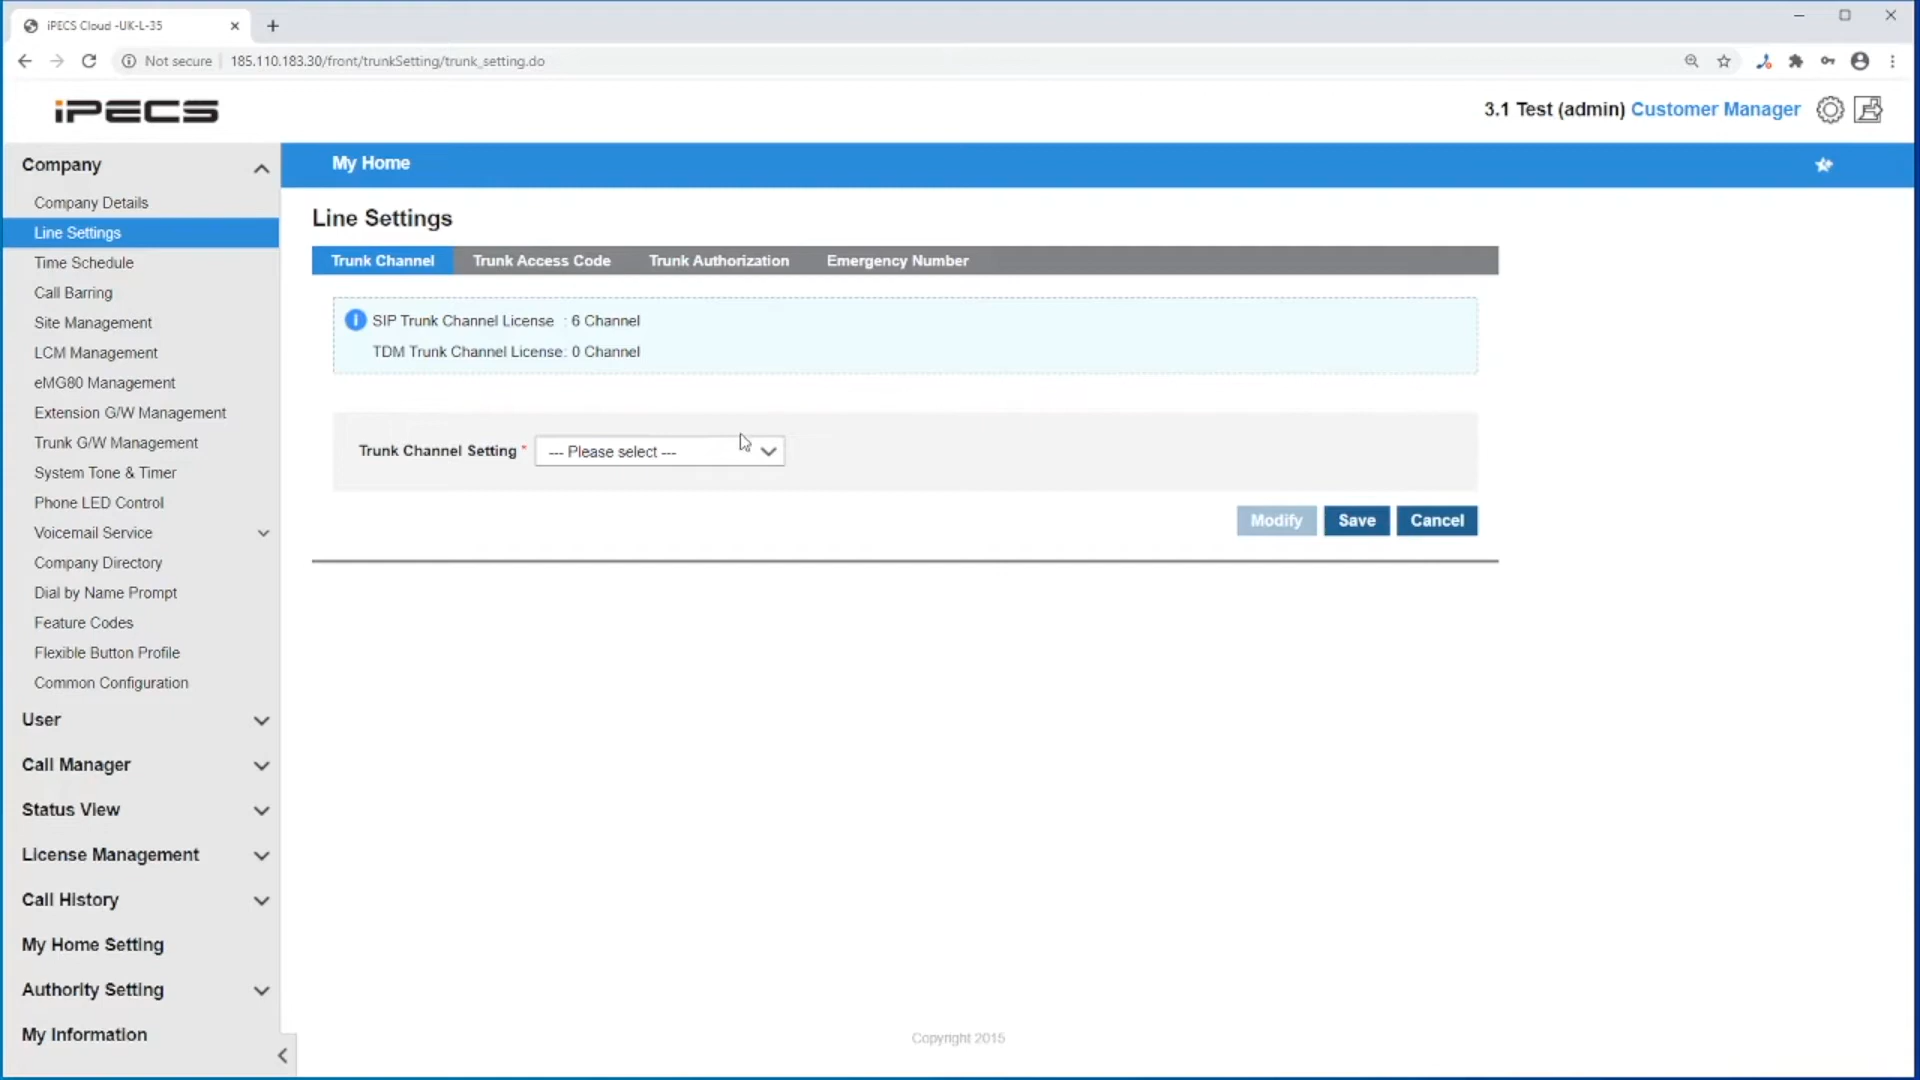 iPECS Cloud -UK-L-35
Not secure 185.110.183.30/front/trunkSetting/trunk_setting.do
iPECS
3.1 Test (admin) Customer Manager
Company
My Home
Company Details
Line Settings
Line Settings
Trunk Channel Trunk Access Code Trunk Authorization Emergency Number
Time Schedule
Call Barring
Site Management
LCM Management
eMG80 Management
Extension G/W Management
Trunk G/W Management
System Tone & Timer
Phone LED Control
Voicemail Service
Company Directory
Dial by Name Prompt
Feature Codes
Flexible Button Profile
Common Configuration
User
Call Manager
Status View
License Management
Call History
My Home Setting
Authority Setting
My Information
SIP Trunk Channel License : 6 Channel
TDM Trunk Channel License: 0 Channel
Trunk Channel Setting * --- Please select ---
Modify Save Cancel
Copyright 2015